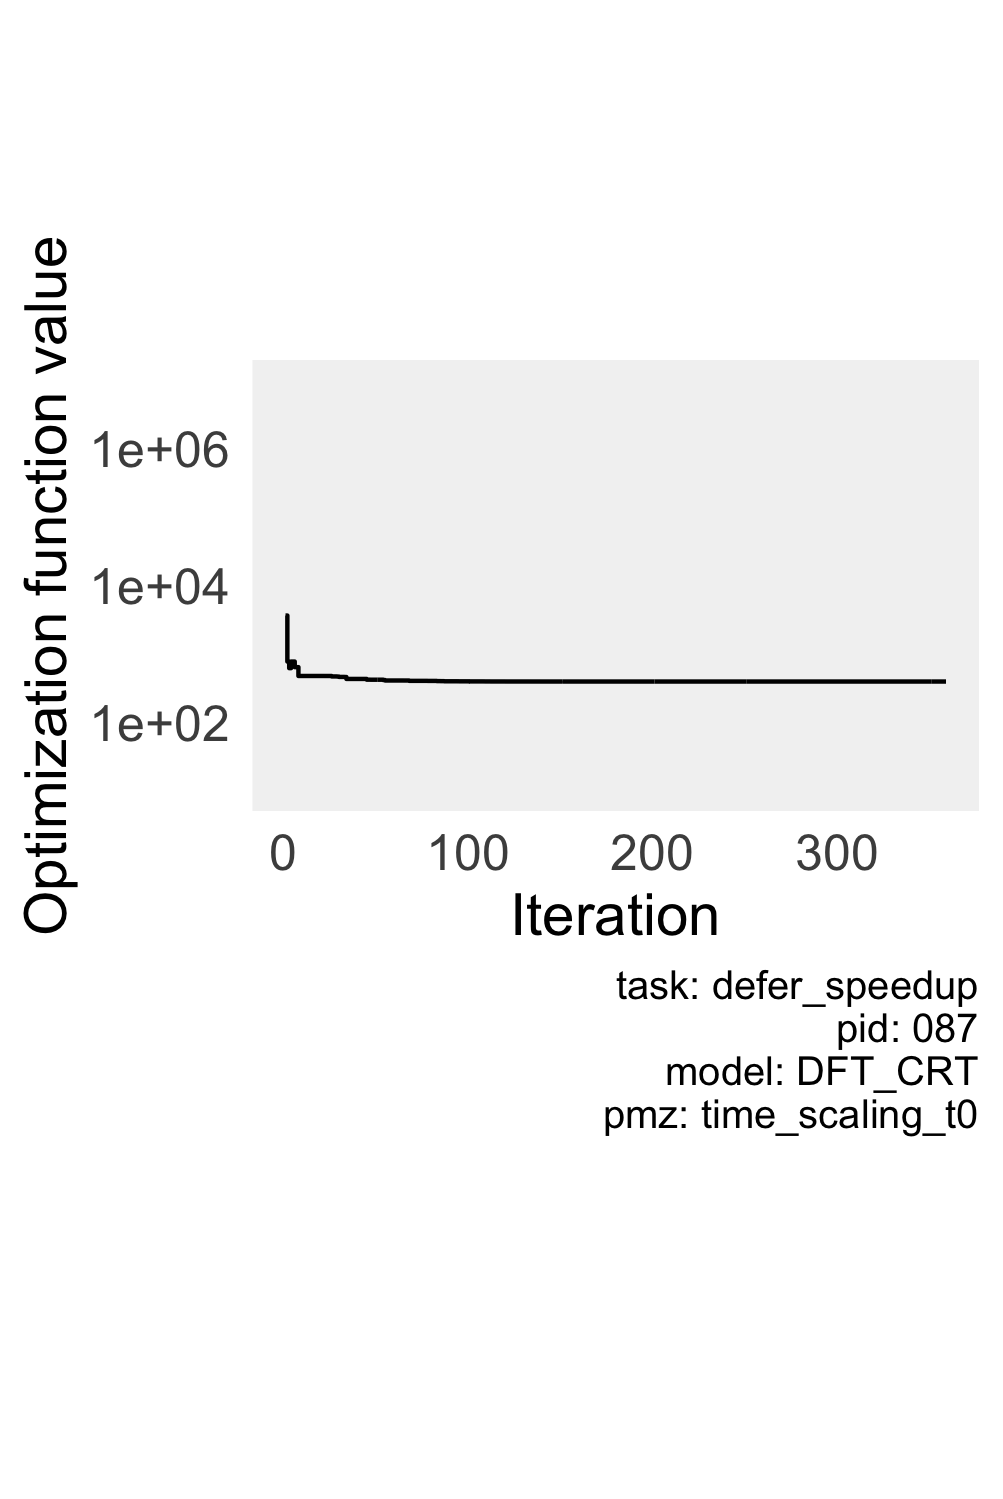 Optimization function value
1e+06
1e+04
1e+02
0 100 200 300
Iteration
task: defer_speedup
pid: 087
model: DFT_CRT
pmz: time_scaling_t0